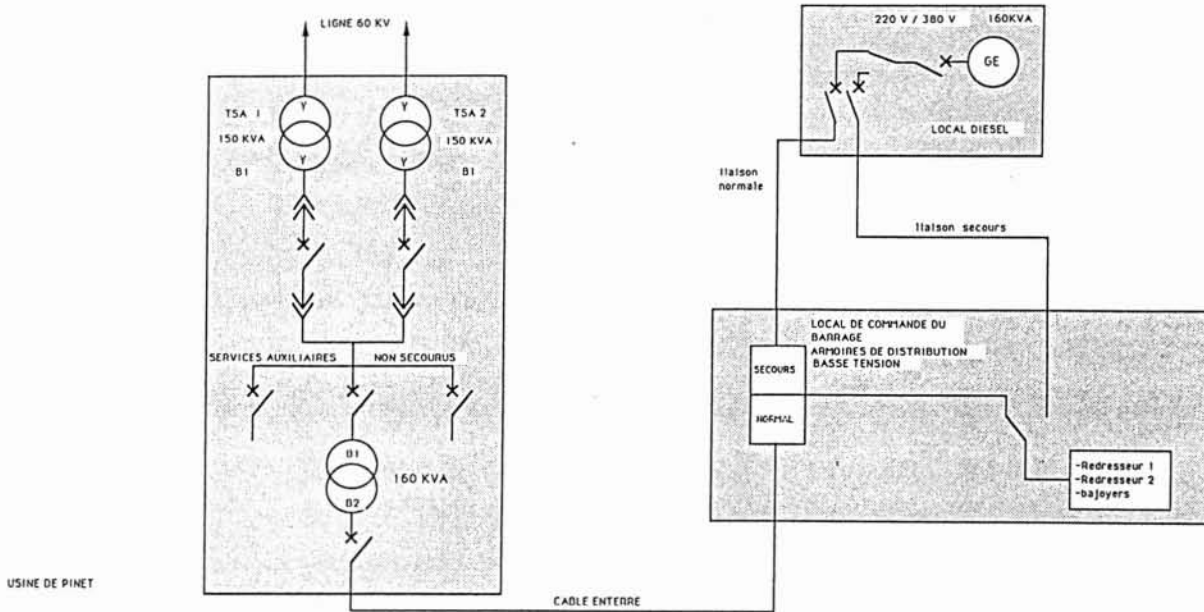 LIGNE 60 KV
TSA 1
150 KVA
B1
Y
Y
Y
Y
TSA 2
150 KVA
B1
SERVICES AUXILIAIRES
NON SECOURUS
B1
B2
160 KVA
USINE DE PINET
CABLE ENTERRE
220 V / 380 V
160KVA
GE
LOCAL DIESEL
liaison
normale
liaison secours
LOCAL DE COMMANDE DU
BARRAGE
ARMOIRES DE DISTRIBUTION
BASSE TENSION
SECOURS
NORMAL
-Redresseur 1
-Redresseur 2
-bajoyers